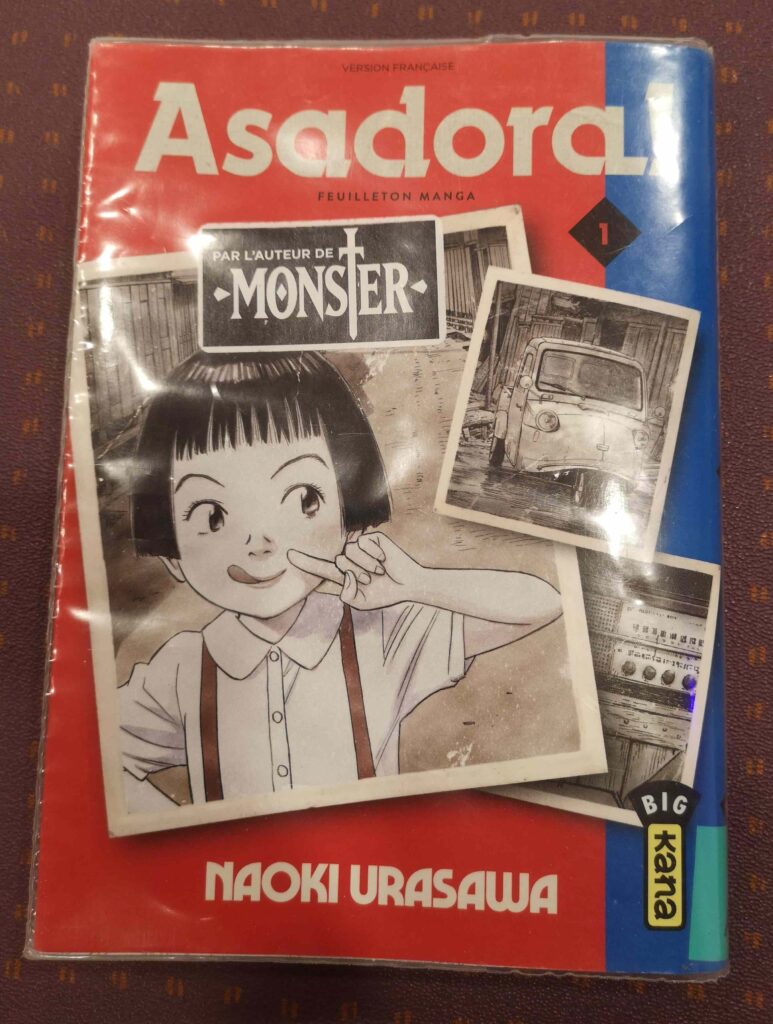 VERSION FRANÇAISE
Asadora!
FEUILLETON MANGA
1
PAR L'AUTEUR DE
MONSTER
NAOKI URASAWA
BIG
kana